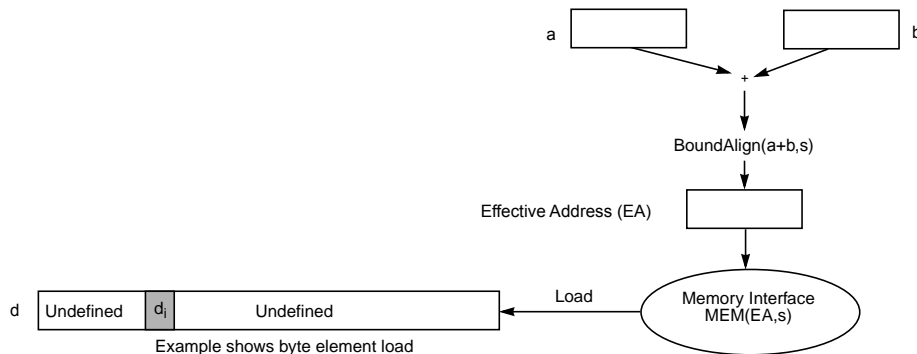 a
b
+
BoundAlign(a+b,s)
Effective Address (EA)
Load
Memory Interface
MEM(EA,s)
d
Undefined
di
Undefined
Example shows byte element load